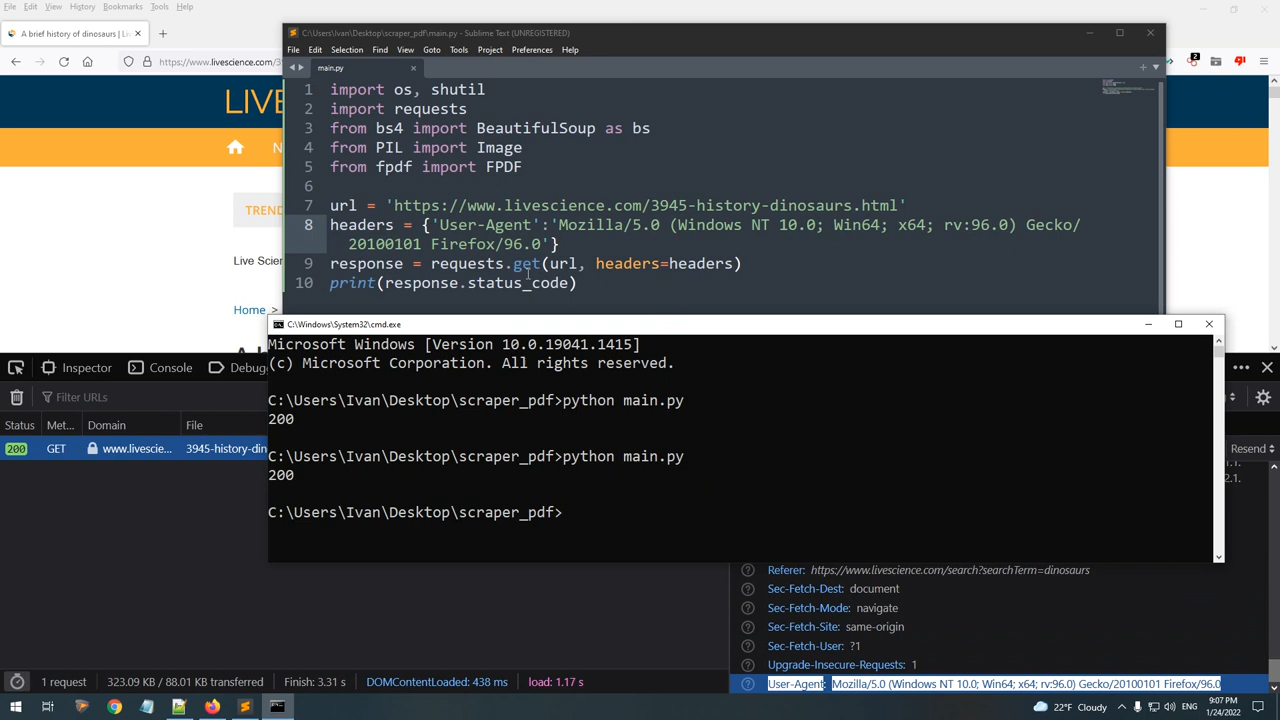 File Edit View History Bookmarks Tools Help
C:\Users\Ivan\Desktop\scraper_pdf\main.py - Sublime Text (UNREGISTERED)
A brief history of dinosaurs | Live
File Edit Selection Find View Goto Tools Project Preferences Help
https://www.livescience.com/3
2
main.py
LIVE
N
TREND
Live Scien
Home >
1 import os, shutil
2 import requests
3 from bs4 import BeautifulSoup as bs
4 from PIL import Image
5 from fpdf import FPDF
6
7 url = 'https://www.livescience.com/3945-history-dinosaurs.html'
8 headers = {'User-Agent':'Mozilla/5.0 (Windows NT 10.0; Win64; x64; rv:96.0) Gecko/
20100101 Firefox/96.0'}
9 response = requests.get(url, headers=headers)
10 print(response.status_code)
C:\Windows\System32\cmd.exe
Microsoft Windows [Version 10.0.19041.1415]
(c) Microsoft Corporation. All rights reserved.
C:\Users\Ivan\Desktop\scraper_pdf>python main.py
200
C:\Users\Ivan\Desktop\scraper_pdf>python main.py
200
C:\Users\Ivan\Desktop\scraper_pdf>
Inspector Console Debug
Filter URLs
Status Met... Domain File
200 GET www.livescie... 3945-history-din
Resend
Referer: https://www.livescience.com/search?searchTerm=dinosaurs
Sec-Fetch-Dest: document
Sec-Fetch-Mode: navigate
Sec-Fetch-Site: same-origin
Sec-Fetch-User: ?1
Upgrade-Insecure-Requests: 1
User-Agent: Mozilla/5.0 (Windows NT 10.0; Win64; x64; rv:96.0) Gecko/20100101 Firefox/96.0
1 request 323.09 KB / 88.01 KB transferred Finish: 3.31 s DOMContentLoaded: 438 ms load: 1.17 s
22°F Cloudy ENG 9:07 PM
1/24/2022